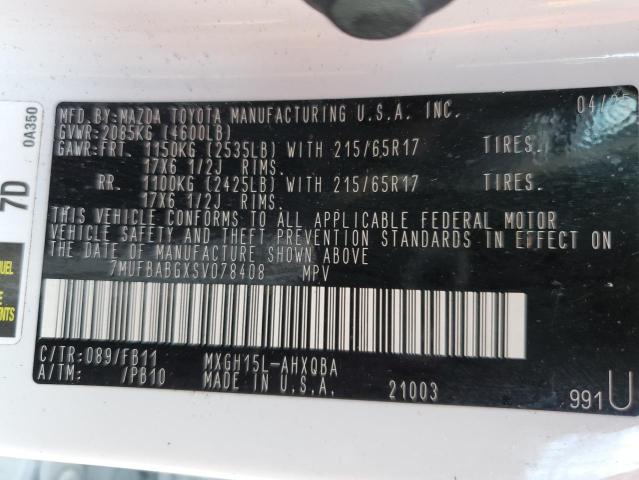 MFD.BY:MAZDA TOYOTA MANUFACTURING U.S.A. INC. 04/25
GVWR:2085KG (4600LB)
GAWR:FRT. 1150KG (2535LB) WITH 215/65R17 TIRES.
17X6 1/2J RIMS.
RR. 1100KG (2425LB) WITH 215/65R17 TIRES.
17X6 1/2J RIMS.
THIS VEHICLE CONFORMS TO ALL APPLICABLE FEDERAL MOTOR
VEHICLE SAFETY AND THEFT PREVENTION STANDARDS IN EFFECT ON
THE DATE OF MANUFACTURE SHOWN ABOVE
7MUFBABGXSV078408 MPV
C/TR:089/FB11 MXGH15L-AHXQBA
A/TM: /PB10 MADE IN U.S.A. 21003
991U
7D
0A350